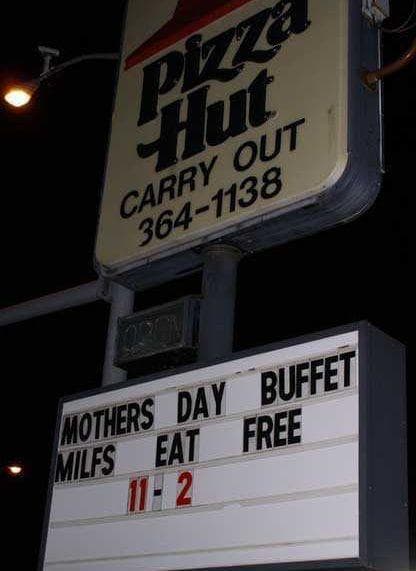 Pizza
Hut
CARRY OUT
364-1138
MOTHERS DAY BUFFET
MILFS EAT FREE
11-2